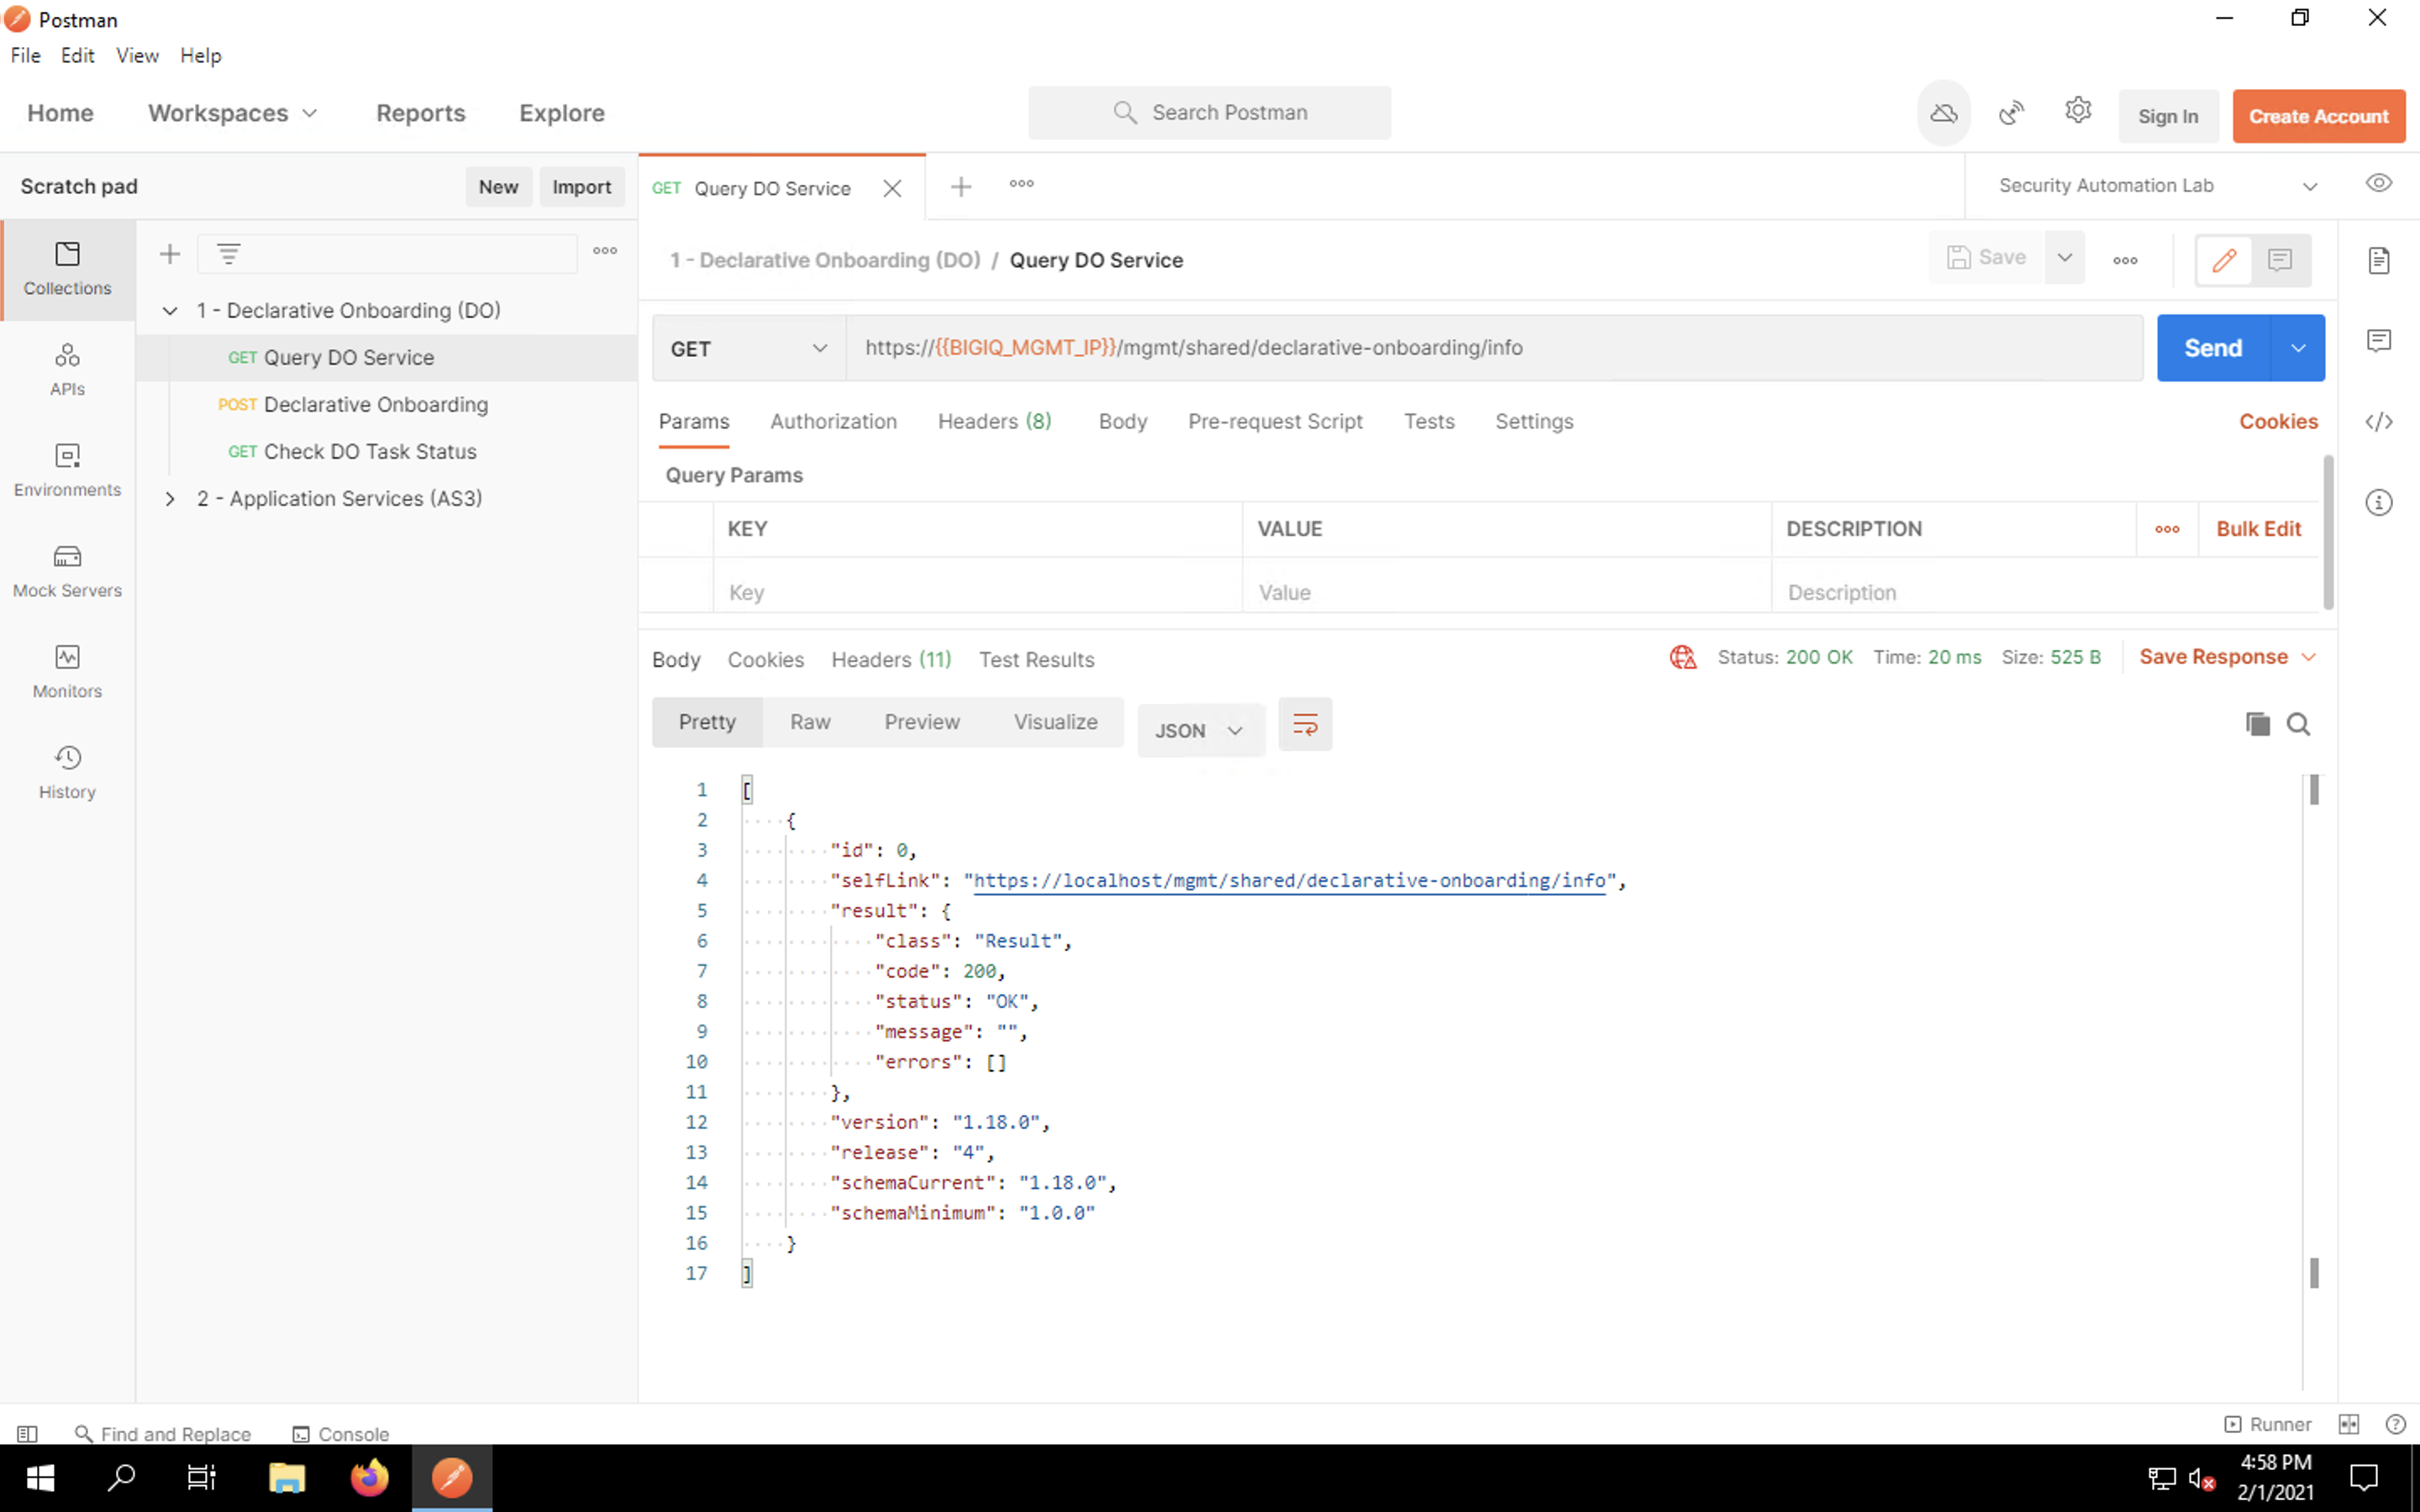 Postman
File Edit View Help
Home Workspaces Reports Explore Search Postman Sign In Create Account
Scratch pad New Import GET Query DO Service Security Automation Lab
Collections
APIs
Environments
Mock Servers
Monitors
History
1 - Declarative Onboarding (DO)
GET Query DO Service
POST Declarative Onboarding
GET Check DO Task Status
2 - Application Services (AS3)
1 - Declarative Onboarding (DO) / Query DO Service Save
GET https://{{BIGIQ_MGMT_IP}}/mgmt/shared/declarative-onboarding/info Send
Params Authorization Headers (8) Body Pre-request Script Tests Settings Cookies
Query Params
KEY VALUE DESCRIPTION Bulk Edit
Key Value Description
Body Cookies Headers (11) Test Results Status: 200 OK Time: 20 ms Size: 525 B Save Response
Pretty Raw Preview Visualize JSON
1 [
2 {
3 "id": 0,
4 "selfLink": "https://localhost/mgmt/shared/declarative-onboarding/info",
5 "result": {
6 "class": "Result",
7 "code": 200,
8 "status": "OK",
9 "message": "",
10 "errors": []
11 },
12 "version": "1.18.0",
13 "release": "4",
14 "schemaCurrent": "1.18.0",
15 "schemaMinimum": "1.0.0"
16 }
17 ]
Find and Replace Console Runner
4:58 PM
2/1/2021